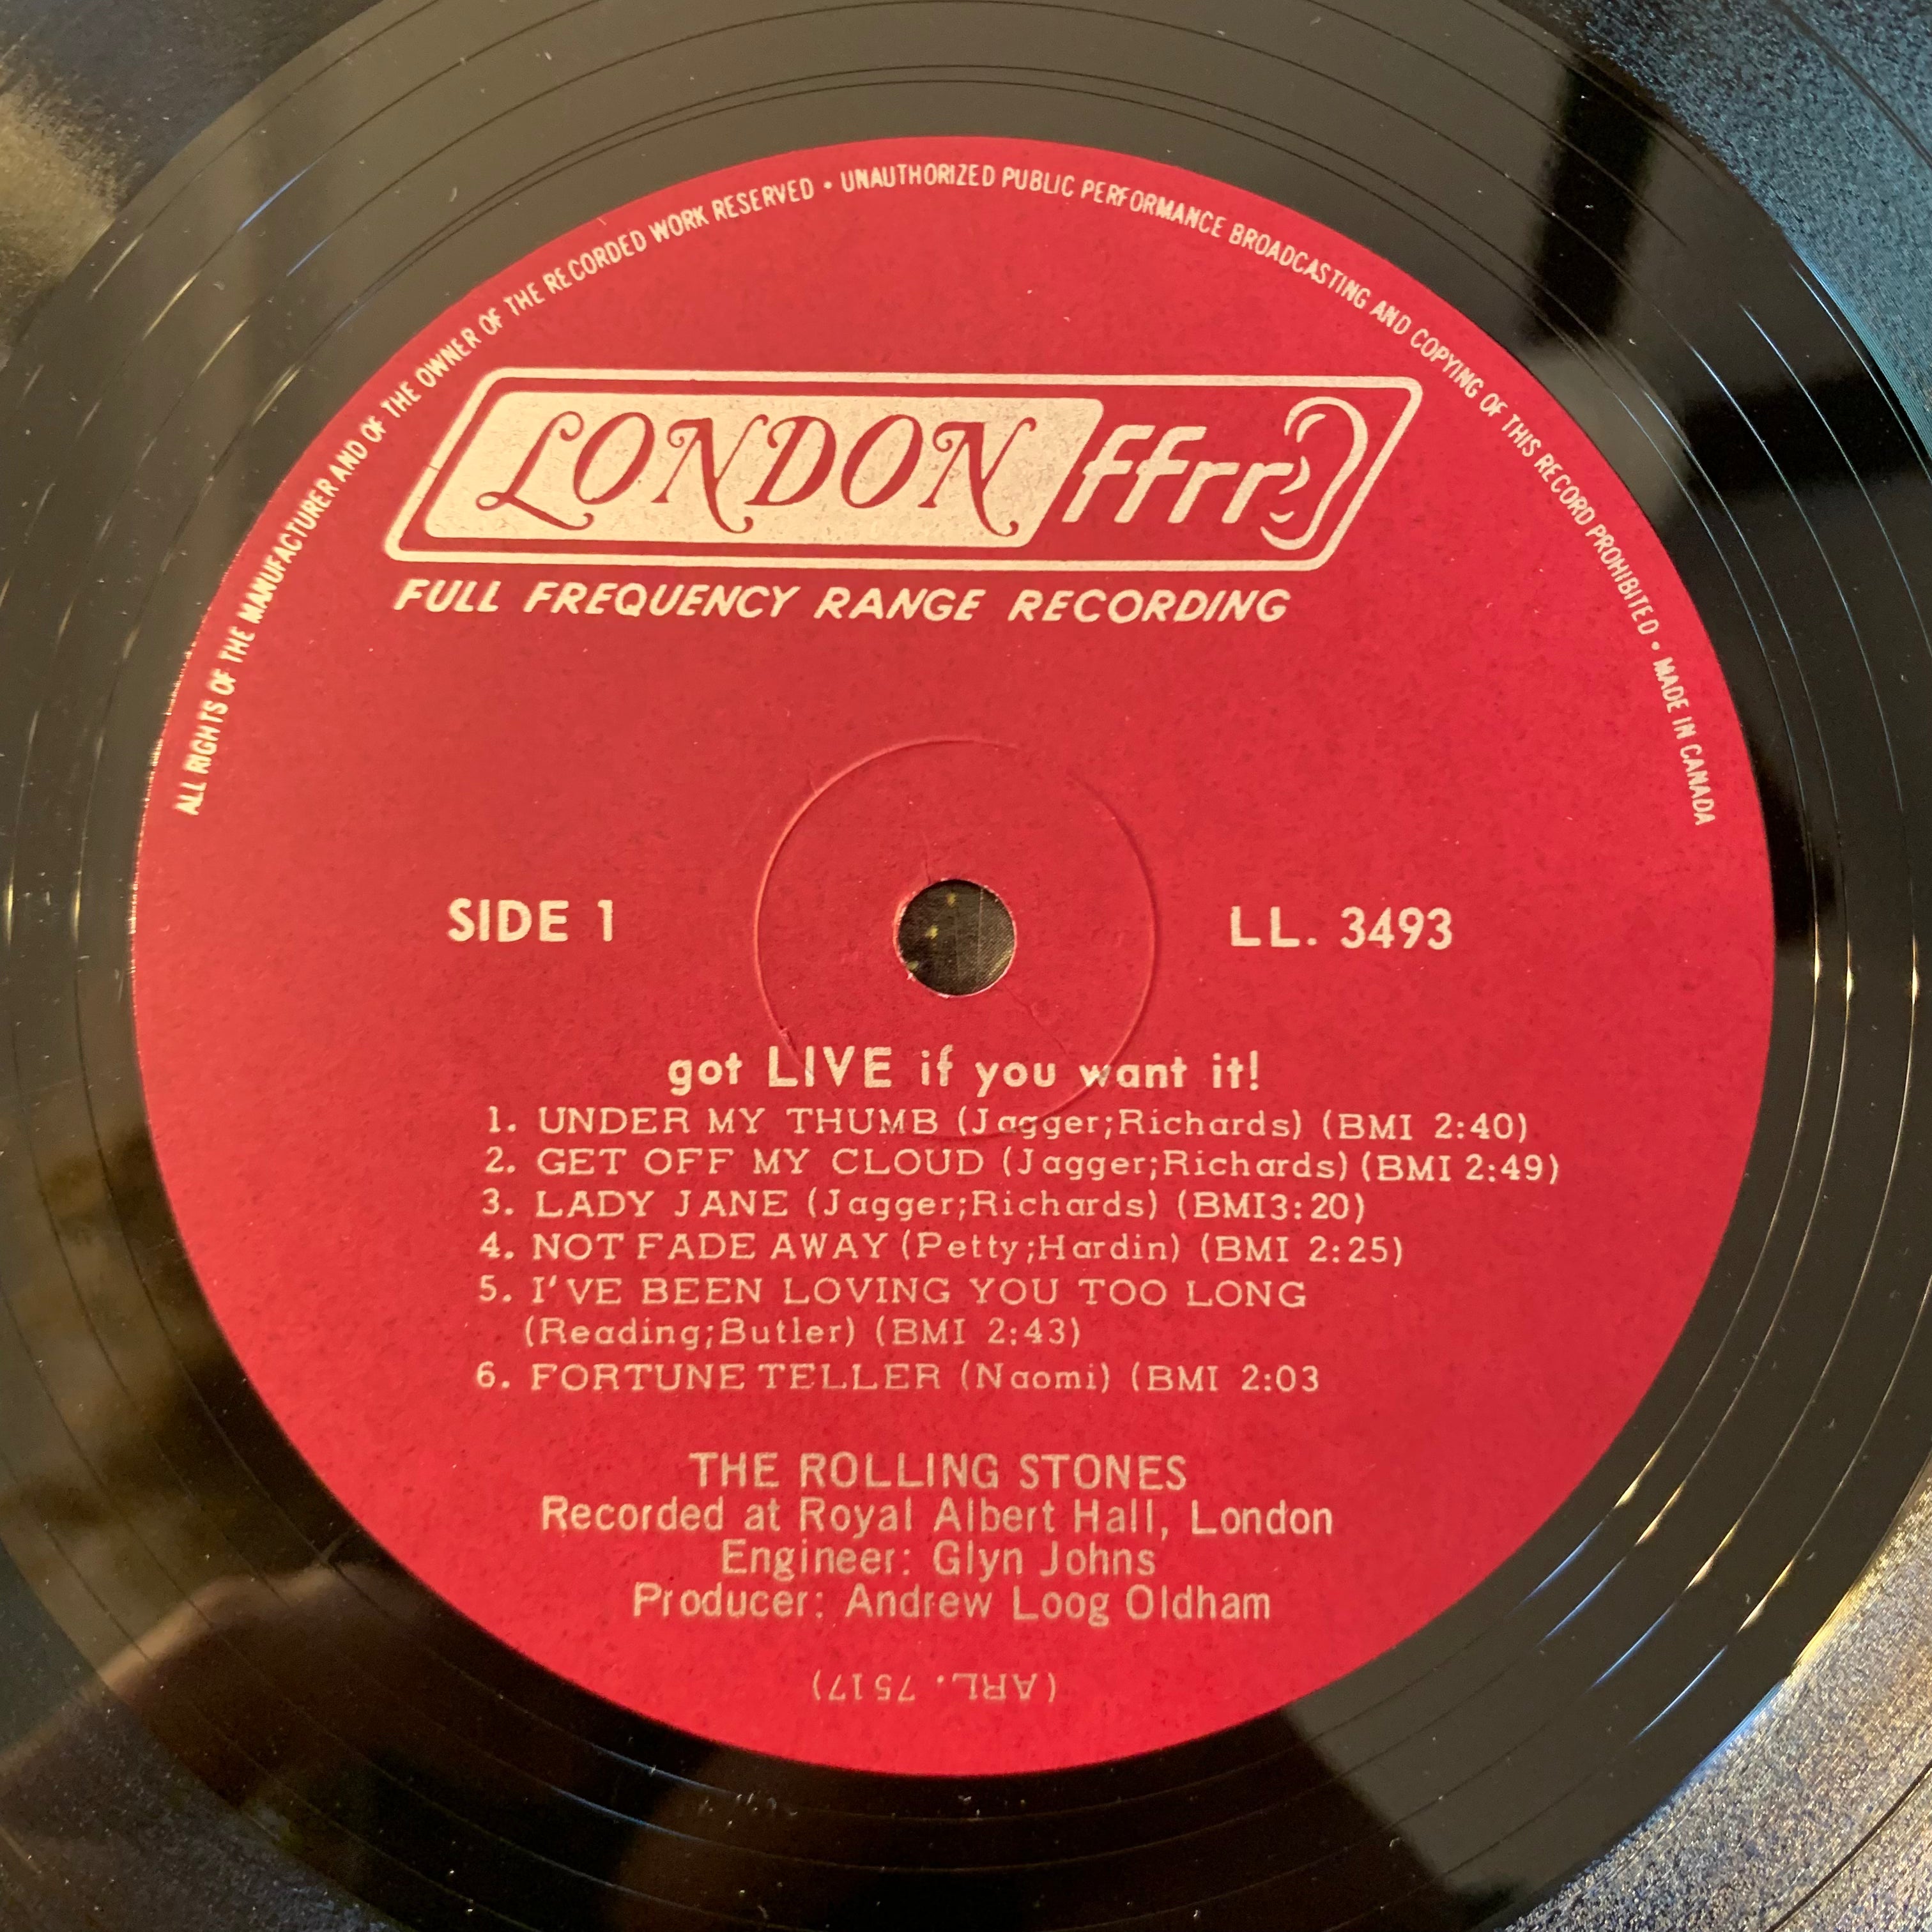 ALL RIGHTS OF THE MANUFACTURER AND OF THE OWNER OF THE RECORDED WORK RESERVED • UNAUTHORIZED PUBLIC PERFORMANCE BROADCASTING AND COPYING OF THIS RECORD PROHIBITED • MADE IN CANADA
LONDON ffrr
FULL FREQUENCY RANGE RECORDING
SIDE 1
LL. 3493
got LIVE if you want it!
1. UNDER MY THUMB (Jagger;Richards) (BMI 2:40)
2. GET OFF MY CLOUD (Jagger;Richards) (BMI 2:49)
3. LADY JANE (Jagger;Richards) (BMI3:20)
4. NOT FADE AWAY (Petty;Hardin) (BMI 2:25)
5. I'VE BEEN LOVING YOU TOO LONG
(Reading;Butler) (BMI 2:43)
6. FORTUNE TELLER (Naomi) (BMI 2:03
THE ROLLING STONES
Recorded at Royal Albert Hall, London
Engineer: Glyn Johns
Producer: Andrew Loog Oldham
(ARL. 7517)